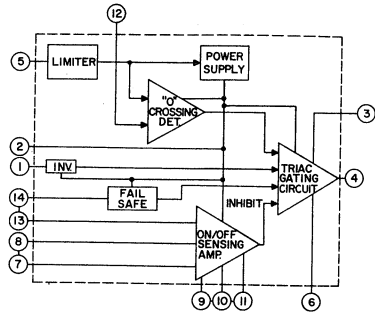 12
5
LIMITER
POWER
SUPPLY
"O"
CROSSING
DET.
3
2
1
INV.
TRIAC
GATING
CIRCUIT
4
14
FAIL
SAFE
INHIBIT
13
8
ON/OFF
SENSING
AMP.
7
9
10
11
6